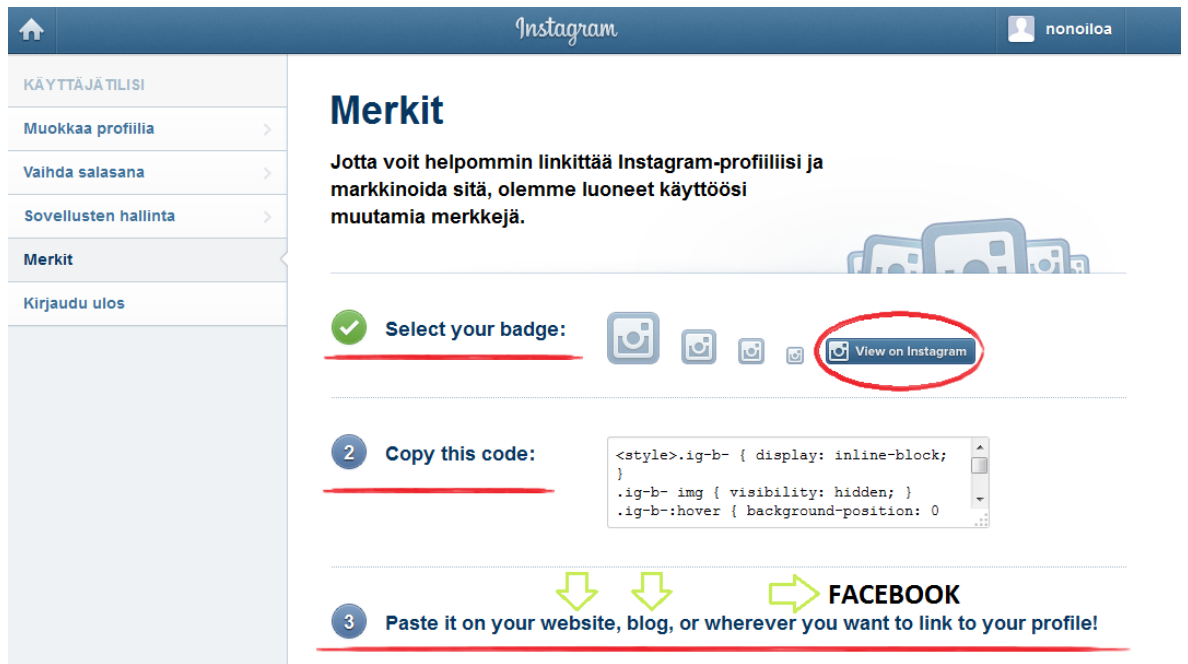 Instagram
nonoiloa
KÄYTTÄJÄTILISI
Muokkaa profiilia
Vaihda salasana
Sovellusten hallinta
Merkit
Kirjaudu ulos
Merkit
Jotta voit helpommin linkittää Instagram-profiiliisi ja
markkinoida sitä, olemme luoneet käyttöösi
muutamia merkkejä.
Select your badge:
View on Instagram
2
Copy this code:
<style>.ig-b- { display: inline-block;
}
.ig-b- img { visibility: hidden; }
.ig-b-:hover { background-position: 0
FACEBOOK
3 Paste it on your website, blog, or wherever you want to link to your profile!